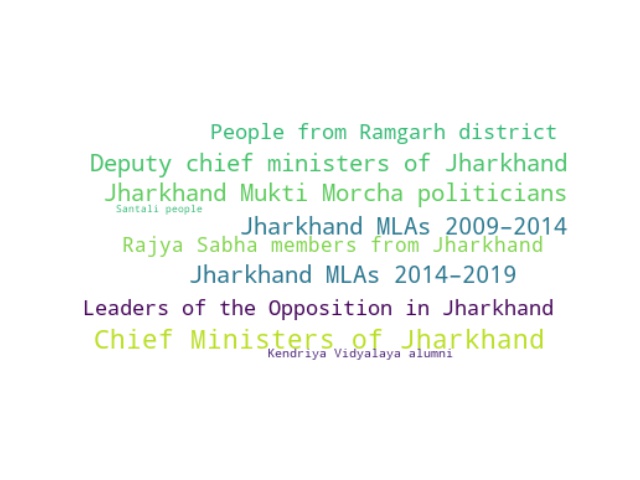 People from Ramgarh district
Deputy chief ministers of Jharkhand
Jharkhand Mukti Morcha politicians
Santali people
Jharkhand MLAs 2009–2014
Rajya Sabha members from Jharkhand
Jharkhand MLAs 2014–2019
Leaders of the Opposition in Jharkhand
Chief Ministers of Jharkhand
Kendriya Vidyalaya alumni